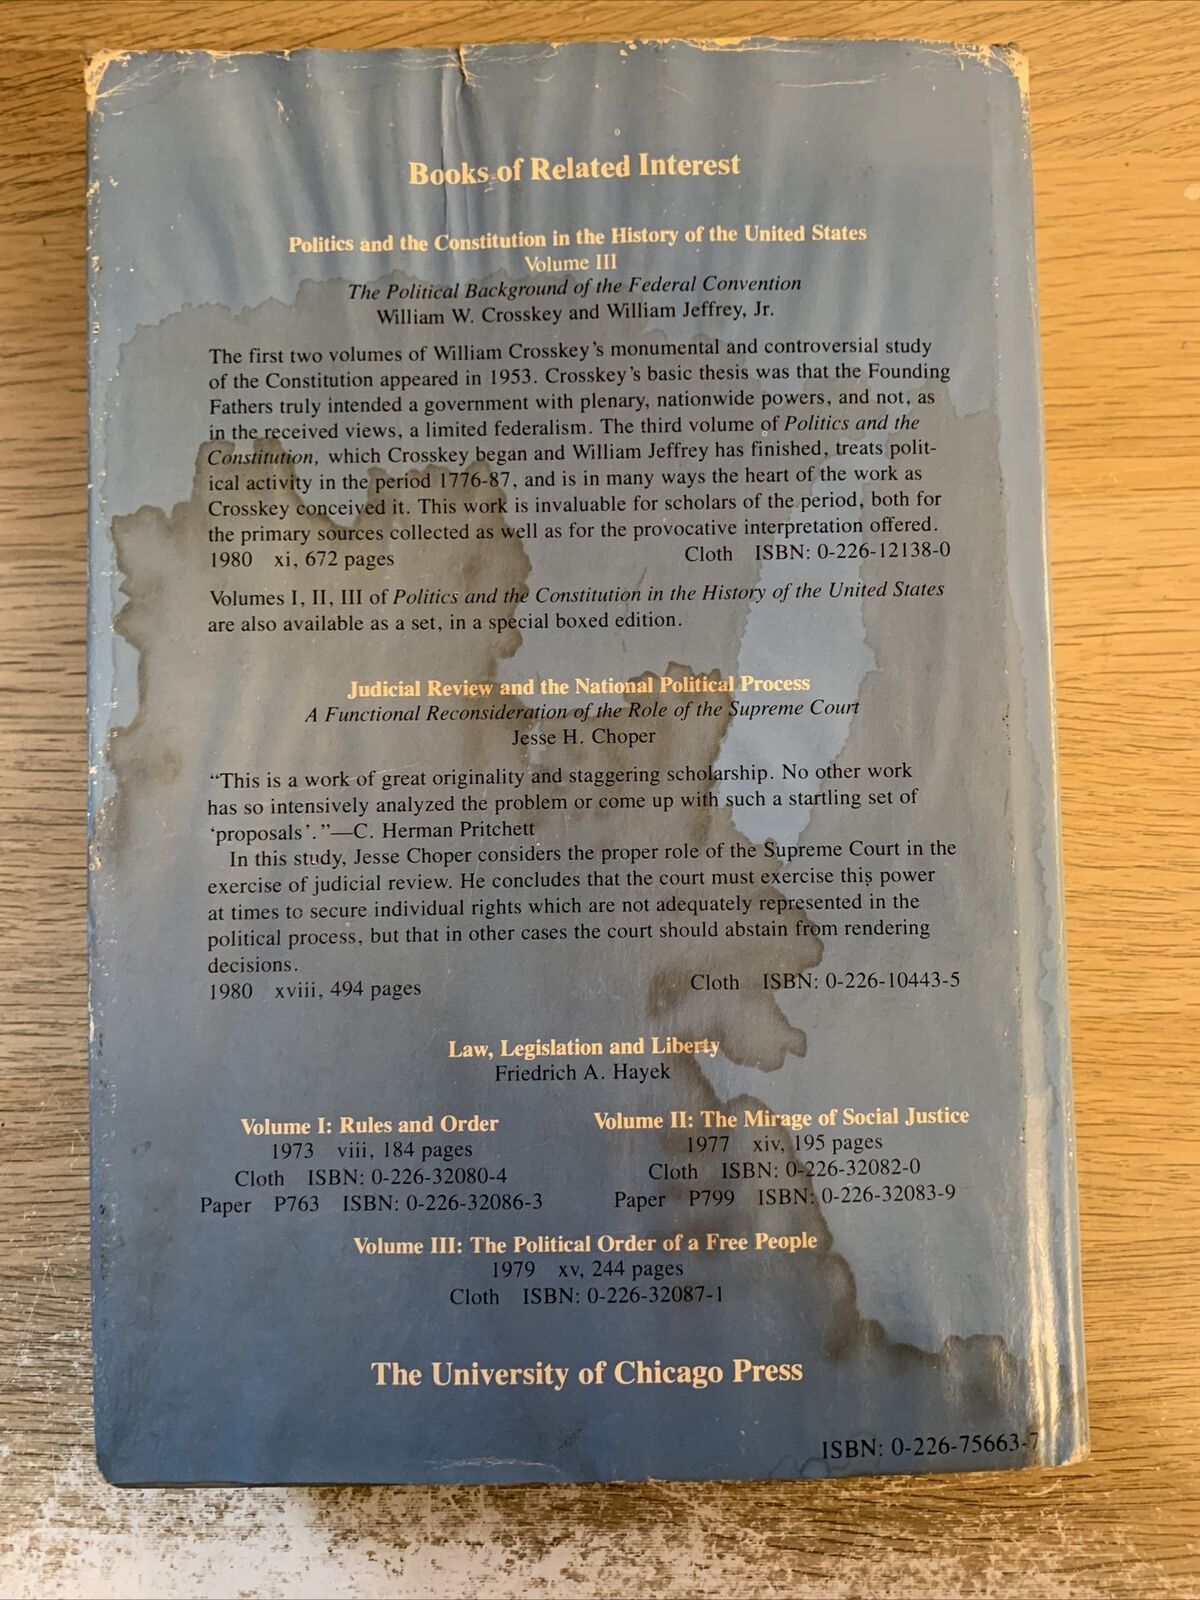 Books of Related Interest
Politics and the Constitution in the History of the United States
Volume III
The Political Background of the Federal Convention
William W. Crosskey and William Jeffrey, Jr.
The first two volumes of William Crosskey's monumental and controversial study
of the Constitution appeared in 1953. Crosskey's basic thesis was that the Founding
Fathers truly intended a government with plenary, nationwide powers, and not, as
in the received views, a limited federalism. The third volume of Politics and the
Constitution, which Crosskey began and William Jeffrey has finished, treats polit-
ical activity in the period 1776-87, and is in many ways the heart of the work as
Crosskey conceived it. This work is invaluable for scholars of the period, both for
the primary sources collected as well as for the provocative interpretation offered.
1980 xi, 672 pages Cloth ISBN: 0-226-12138-0
Volumes I, II, III of Politics and the Constitution in the History of the United States
are also available as a set, in a special boxed edition.
Judicial Review and the National Political Process
A Functional Reconsideration of the Role of the Supreme Court
Jesse H. Choper
“This is a work of great originality and staggering scholarship. No other work
has so intensively analyzed the problem or come up with such a startling set of
‘proposals’.”—C. Herman Pritchett
In this study, Jesse Choper considers the proper role of the Supreme Court in the
exercise of judicial review. He concludes that the court must exercise this power
at times to secure individual rights which are not adequately represented in the
political process, but that in other cases the court should abstain from rendering
decisions.
1980 xviii, 494 pages Cloth ISBN: 0-226-10443-5
Law, Legislation and Liberty
Friedrich A. Hayek
Volume I: Rules and Order
1973 viii, 184 pages
Cloth ISBN: 0-226-32080-4
Paper P763 ISBN: 0-226-32086-3
Volume II: The Mirage of Social Justice
1977 xiv, 195 pages
Cloth ISBN: 0-226-32082-0
Paper P799 ISBN: 0-226-32083-9
Volume III: The Political Order of a Free People
1979 xv, 244 pages
Cloth ISBN: 0-226-32087-1
The University of Chicago Press
ISBN: 0-226-75663-7